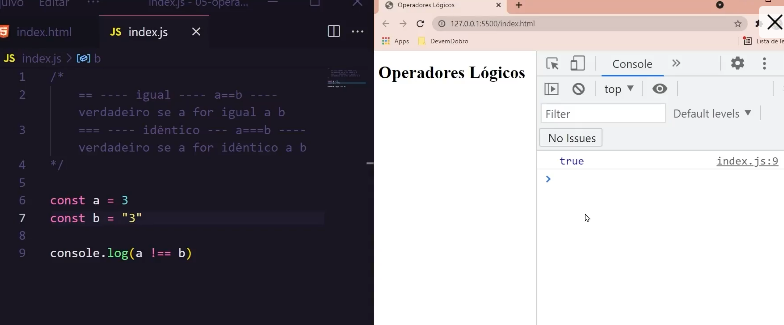 quivo Editar ··· index.js - 05-opera...
index.html JS index.js × ···
JS index.js > b
1 /*
2 == ---- igual ---- a==b ----
verdadeiro se a for igual a b
3 === ---- idêntico --- a===b ----
verdadeiro se a for idêntico a b
4 */
5
6 const a = 3
7 const b = "3"
8
9 console.log(a !== b)
Operadores Lógicos
127.0.0.1:5500/index.html
Apps DevemDobro Lista de le
Operadores Lógicos
Console »
top ▼
Filter Default levels ▼
No Issues
true index.js:9
>